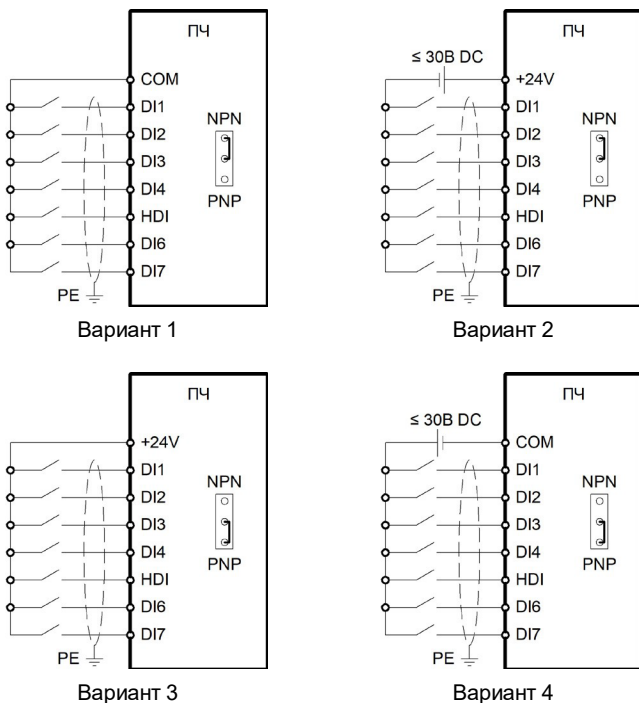 ПЧ
COM
DI1
DI2
DI3
DI4
HDI
DI6
DI7
NPN
PNP
PE
Вариант 1
ПЧ
≤ 30В DC
+24V
DI1
DI2
DI3
DI4
HDI
DI6
DI7
NPN
PNP
PE
Вариант 2
ПЧ
+24V
DI1
DI2
DI3
DI4
HDI
DI6
DI7
NPN
PNP
PE
Вариант 3
ПЧ
≤ 30В DC
COM
DI1
DI2
DI3
DI4
HDI
DI6
DI7
NPN
PNP
PE
Вариант 4